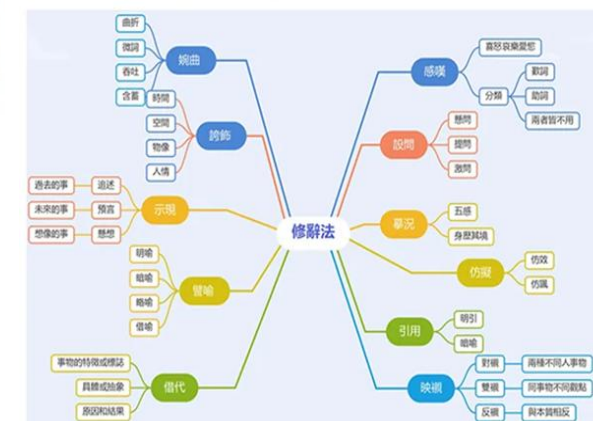 修辭法
婉曲
曲折
微詞
吞吐
含蓄
誇飾
時間
空間
物像
人情
示現
追述
過去的事
預言
未來的事
懸想
想像的事
譬喻
明喻
暗喻
略喻
借喻
借代
事物的特徵或標誌
具體或抽象
原因和結果
感嘆
喜怒哀樂愛慾
分類
歎詞
助詞
兩者皆不用
設問
懸問
提問
激問
摹況
五感
身歷其境
仿擬
仿效
仿諷
引用
明引
暗喻
映襯
對襯
兩種不同人事物
雙襯
同事物不同觀點
反襯
與本質相反